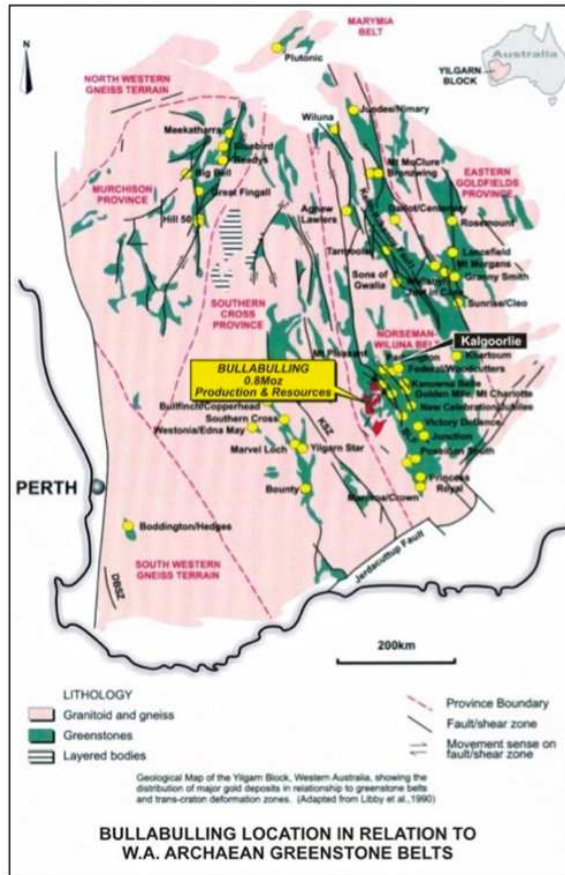 MARYMIA
BELT
N
Australia
YILGARN
BLOCK
Plutonic
NORTH WESTERN
GNEISS TERRAIN
Jundee/Nimary
Wiluna
Meekatharra
Bluebird
Reedys
Mt McClure
Bronzwing
Big Bell
EASTERN
GOLDFIELDS
PROVINCE
MURCHISON
PROVINCE
Great Fingall
Agnew
Lawlers
Rosemount
Hill 50
Tarmoola
Lancefield
Mt Morgans
Sons of
Gwalia
Granny Smith
SOUTHERN
CROSS
PROVINCE
Sunrise/Cleo
NORSEMAN
WILUNA BELT
Kalgoorlie
Mt Pleasant
Khartoum
BULLABULLING
0.8Moz
Production & Resources
Federal/Woodcutters
Kanowna Belle
Golden Mile, Mt Charlotte
Bullfinch/Copperhead
New Celebration/Jubilee
Southern Cross
KSZ
Victory Defiance
Westonia/Edna May
Junction
Marvel Loch
Yilgarn Star
Poseidon South
PERTH
Bounty
Princess
Royal
Boddington/Hedges
Jerdacuttup Fault
SOUTH WESTERN
GNEISS TERRAIN
DBSZ
200km
LITHOLOGY
Granitoid and gneiss
Greenstones
Layered bodies
Province Boundary
Fault/shear zone
Movement sense on
fault/shear zone
Geological Map of the Yilgarn Block, Western Australia, showing the
distribution of major gold deposits in relationship to greenstone belts
and trans-craton deformation zones. (Adapted from Libby et al.,1990)
BULLABULLING LOCATION IN RELATION TO
W.A. ARCHAEAN GREENSTONE BELTS